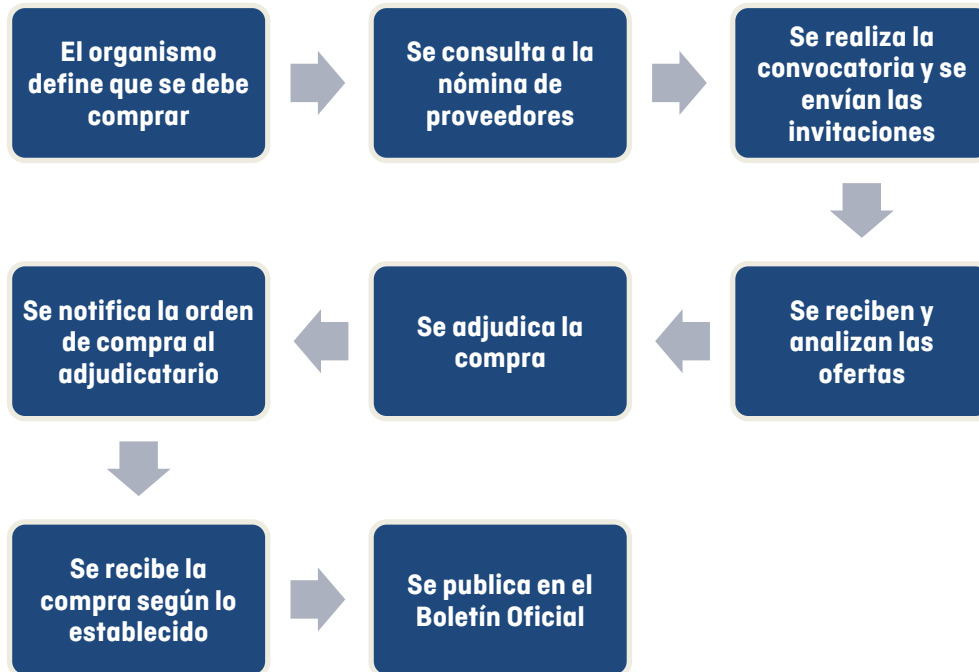 El organismo
define que se debe
comprar
Se consulta a la
nómina de
proveedores
Se realiza la
convocatoria y se
envían las
invitaciones
Se reciben y
analizan las
ofertas
Se adjudica la
compra
Se notifica la orden
de compra al
adjudicatario
Se recibe la
compra según lo
establecido
Se publica en el
Boletín Oficial